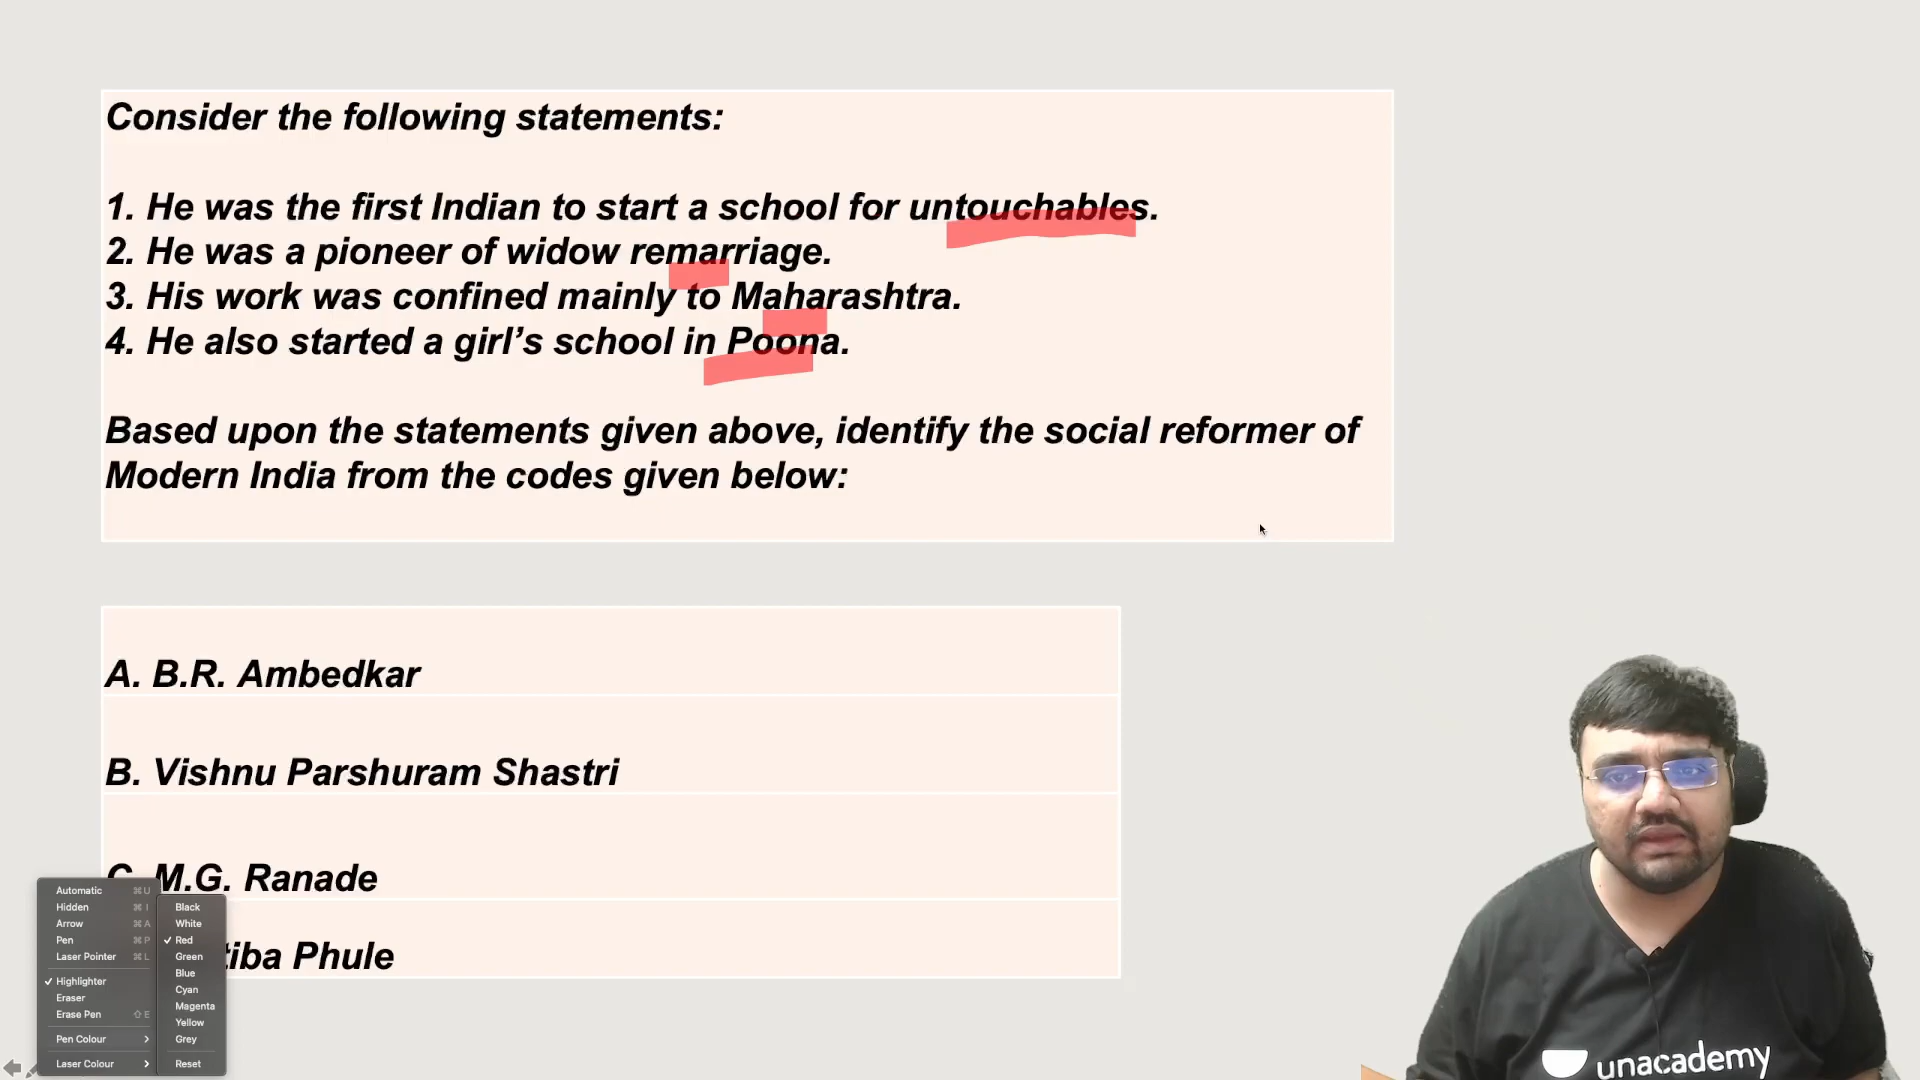 Consider the following statements:
1. He was the first Indian to start a school for untouchables.
2. He was a pioneer of widow remarriage.
3. His work was confined mainly to Maharashtra.
4. He also started a girl’s school in Poona.
Based upon the statements given above, identify the social reformer of
Modern India from the codes given below:
A. B.R. Ambedkar
B. Vishnu Parshuram Shastri
C. M.G. Ranade
tiba Phule
Automatic ⌘ U
Hidden ⌘ I
Arrow ⌘ A
Pen ⌘ P
Laser Pointer ⌘ L
✓ Highlighter
Eraser
Erase Pen ⇧ E
Pen Colour >
Laser Colour >
Black
White
✓ Red
Green
Blue
Cyan
Magenta
Yellow
Grey
Reset
unacademy